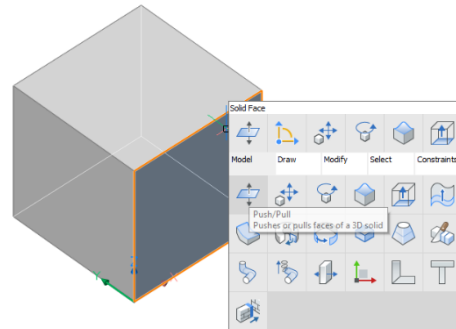 Solid Face
Model Draw Modify Select Constraints
Push/Pull
Pushes or pulls faces of a 3D solid